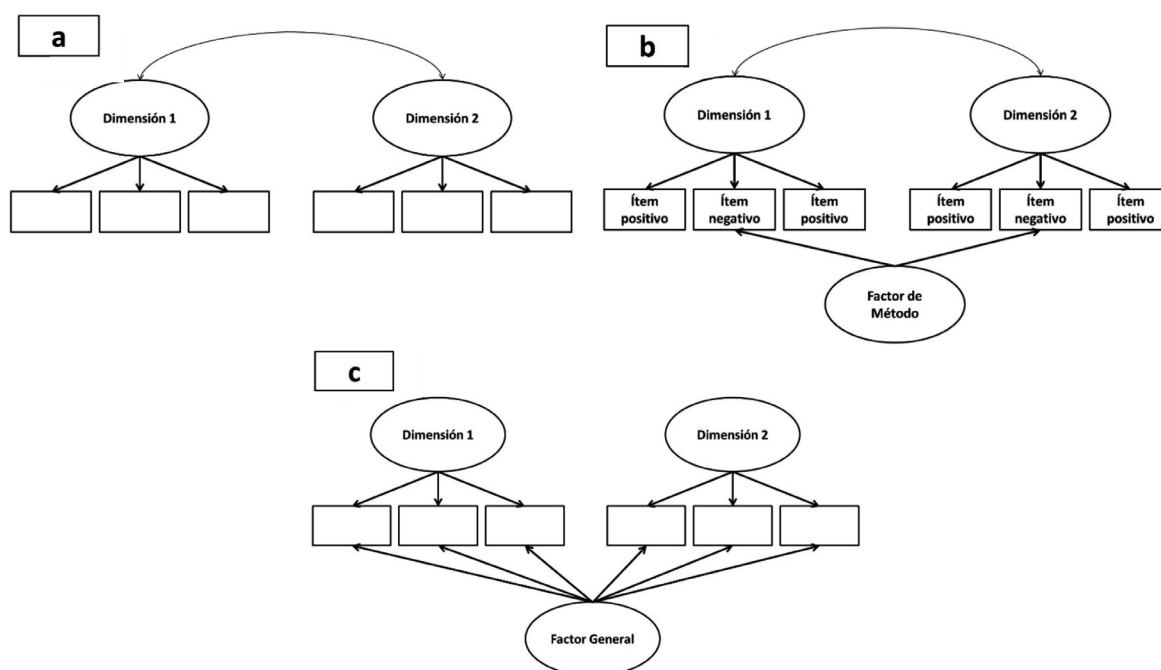 a
Dimensión 1
Dimensión 2
b
Dimensión 1
Dimensión 2
Ítem
positivo
Ítem
negativo
Ítem
positivo
Ítem
positivo
Ítem
negativo
Ítem
positivo
Factor de
Método
c
Dimensión 1
Dimensión 2
Factor General